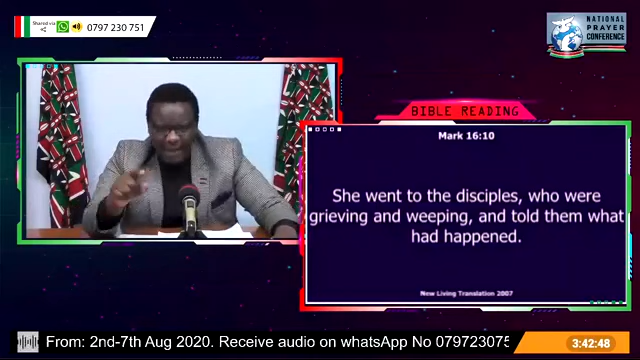 Shared via
0797 230 751
NATIONAL
PRAYER
CONFERENCE
BIBLE READING
Mark 16:10
She went to the disciples, who were
grieving and weeping, and told them what
had happened.
New Living Translation 2007
From: 2nd-7th Aug 2020. Receive audio on whatsApp No 079723075
3:42:48